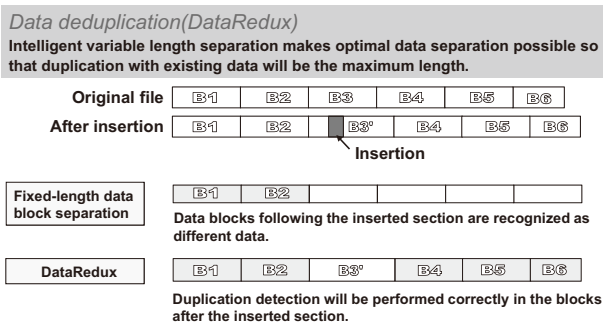 Data deduplication(DataRedux)
Intelligent variable length separation makes optimal data separation possible so
that duplication with existing data will be the maximum length.
Original file B1 B2 B3 B4 B5 B6
After insertion B1 B2 B3' B4 B5 B6
Insertion
Fixed-length data
block separation
B1 B2
Data blocks following the inserted section are recognized as
different data.
DataRedux B1 B2 B3' B4 B5 B6
Duplication detection will be performed correctly in the blocks
after the inserted section.